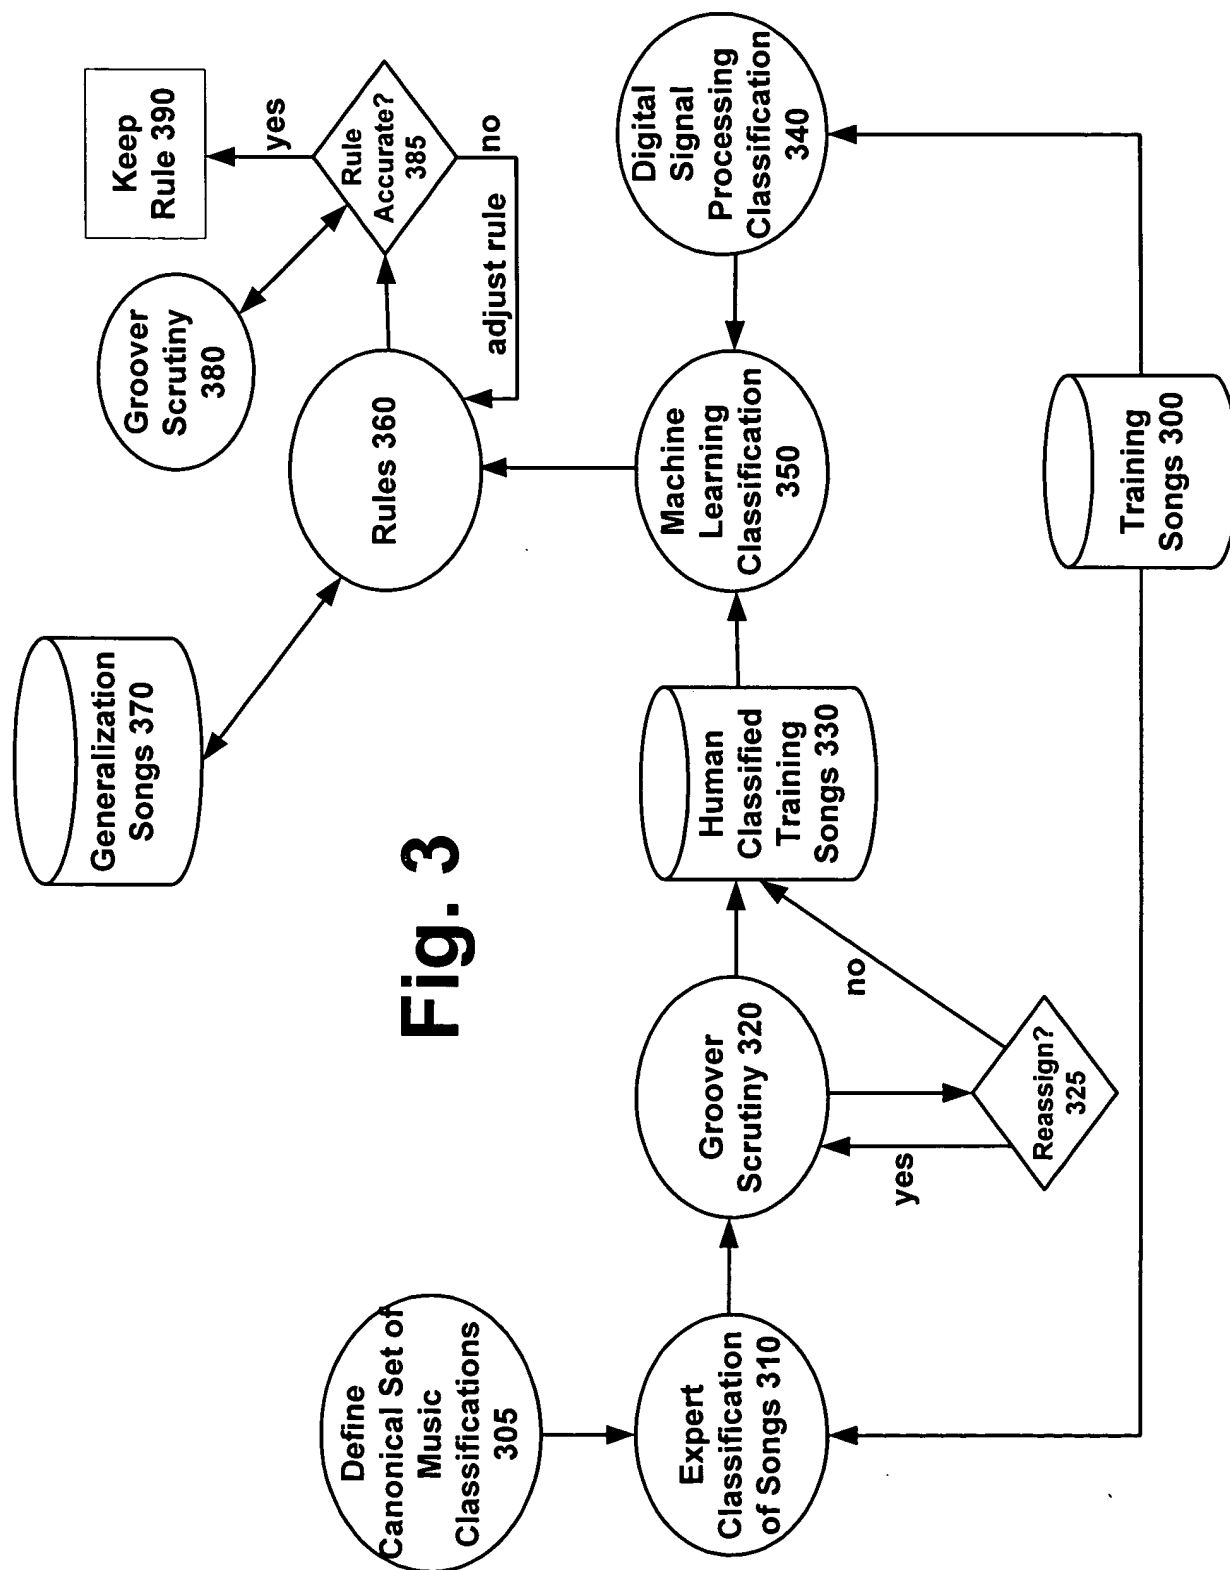 Define
Canonical Set of
Music
Classifications
305
Expert
Classification
of Songs 310
Groover
Scrutiny 320
yes
no
Reassign?
325
Human
Classified
Training
Songs 330
Machine
Learning
Classification
350
Digital
Signal
Processing
Classification
340
Training
Songs 300
Generalization
Songs 370
Rules 360
Groover
Scrutiny
380
Rule
Accurate?
385
yes
no
adjust rule
Keep
Rule 390
Fig. 3